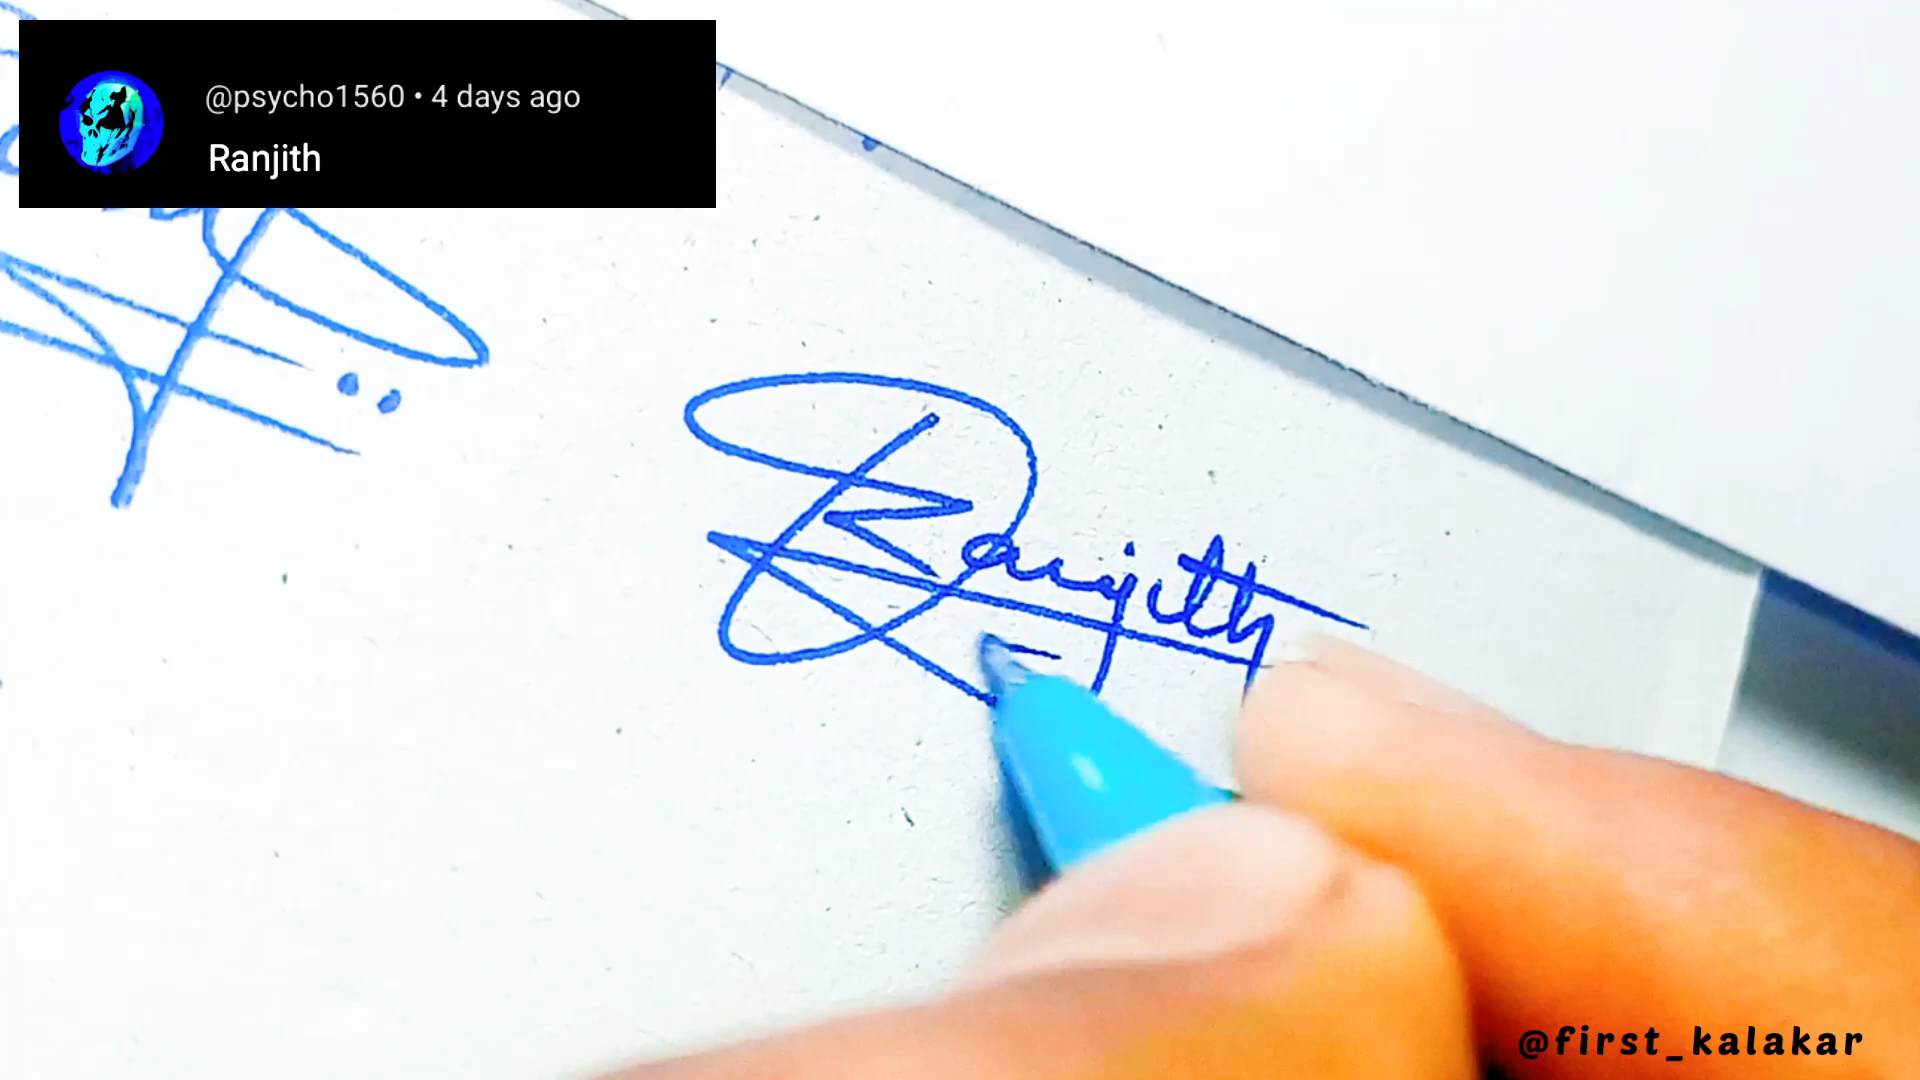 @psycho1560 • 4 days ago
Ranjith
Ranjith
@first_kalakar